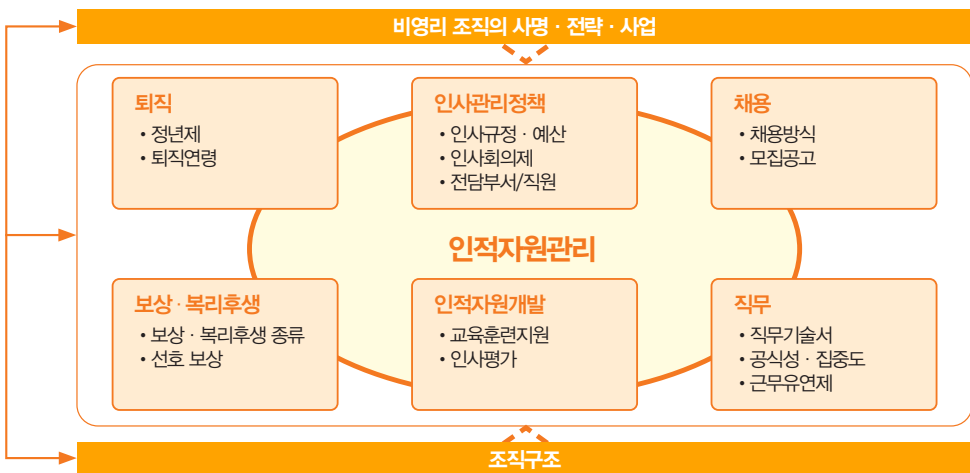 비영리 조직의 사명 · 전략 · 사업
퇴직
• 정년제
• 퇴직연령
인사관리정책
• 인사규정 · 예산
• 인사회의제
• 전담부서/직원
채용
• 채용방식
• 모집공고
인적자원관리
보상 · 복리후생
• 보상 · 복리후생 종류
• 선호 보상
인적자원개발
• 교육훈련지원
• 인사평가
직무
• 직무기술서
• 공식성 · 집중도
• 근무유연제
조직구조